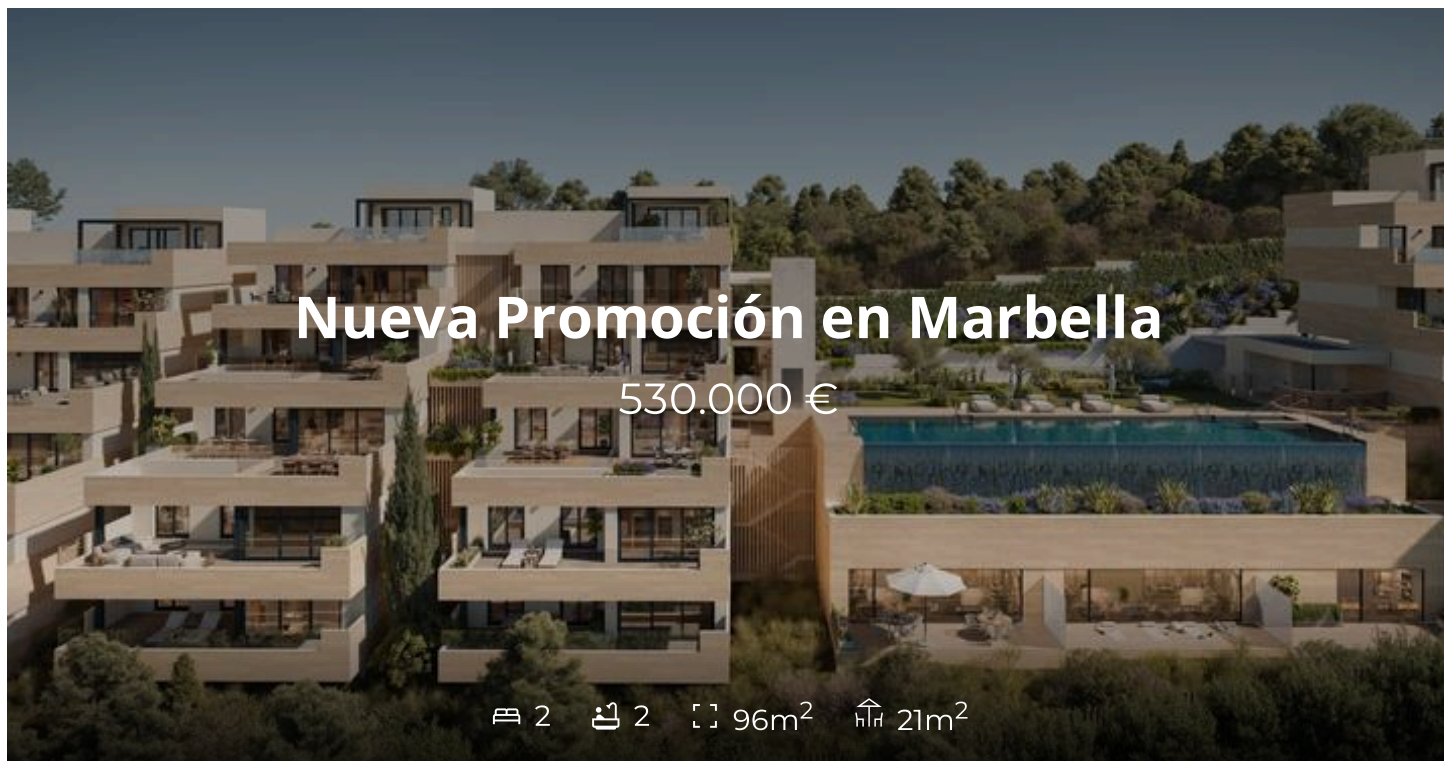 Nueva Promoción en Marbella
530.000 €
2 2 96m² 21m²